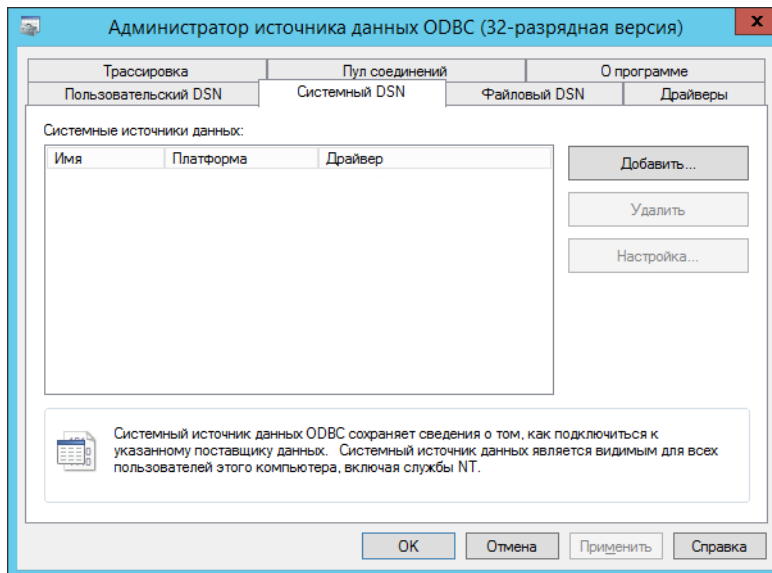 Администратор источника данных ODBC (32-разрядная версия)
x
Трассировка
Пул соединений
О программе
Пользовательский DSN
Системный DSN
Файловый DSN
Драйверы
Системные источники данных:
Имя
Платформа
Драйвер
Добавить...
Удалить
Настройка...
Системный источник данных ODBC сохраняет сведения о том, как подключиться к
указанному поставщику данных. Системный источник данных является видимым для всех
пользователей этого компьютера, включая службы NT.
OK
Отмена
Применить
Справка